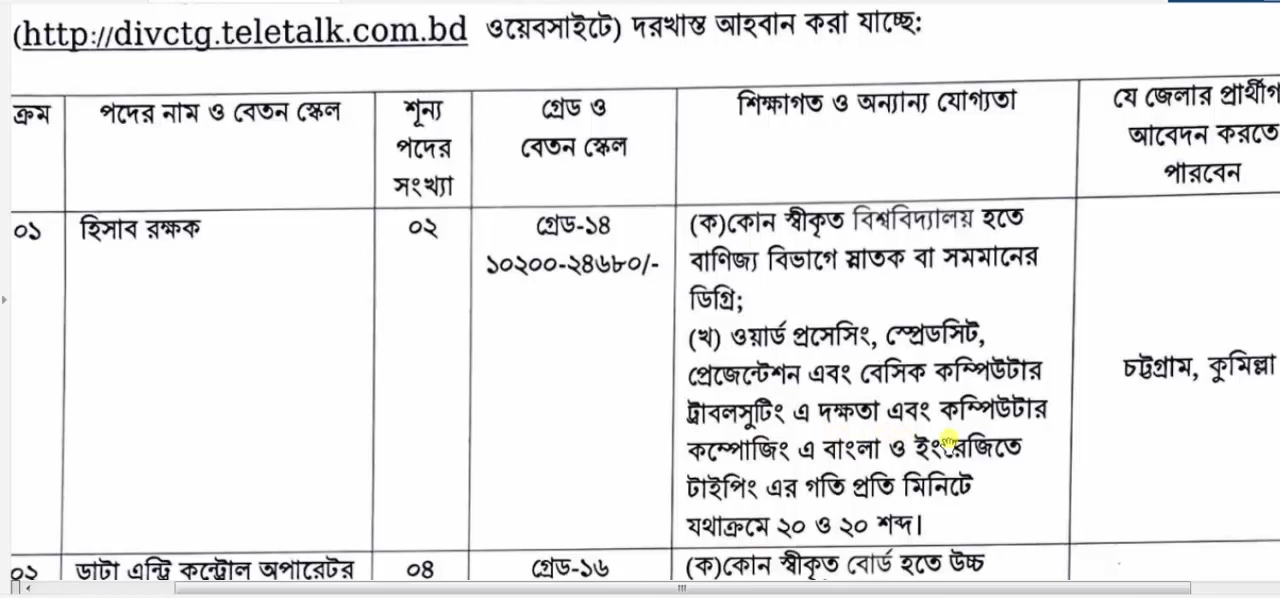 (http://divctg.teletalk.com.bd ওয়েবসাইটে) দরখাস্ত আহবান করা যাচ্ছে:
ক্রম
পদের নাম ও বেতন স্কেল
শূন্য
পদের
সংখ্যা
গ্রেড ও
বেতন স্কেল
শিক্ষাগত ও অন্যান্য যোগ্যতা
যে জেলার প্রার্থীগ
আবেদন করতে
পারবেন
০১
হিসাব রক্ষক
০২
গ্রেড-১৪
১০২০০-২৪৬৮০/-
(ক)কোন স্বীকৃত বিশ্ববিদ্যালয় হতে
বাণিজ্য বিভাগে স্নাতক বা সমমানের
ডিগ্রি;
(খ) ওয়ার্ড প্রসেসিং, স্প্রেডসিট,
প্রেজেন্টেশন এবং বেসিক কম্পিউটার
ট্রাবলসুটিং এ দক্ষতা এবং কম্পিউটার
কম্পোজিং এ বাংলা ও ইংরেজিতে
টাইপিং এর গতি প্রতি মিনিটে
যথাক্রমে ২০ ও ২০ শব্দ।
চট্টগ্রাম, কুমিল্লা
০২
ডাটা এন্ট্রি কন্ট্রোল অপারেটর
০৪
গ্রেড-১৬
(ক)কোন স্বীকৃত বোর্ড হতে উচ্চ